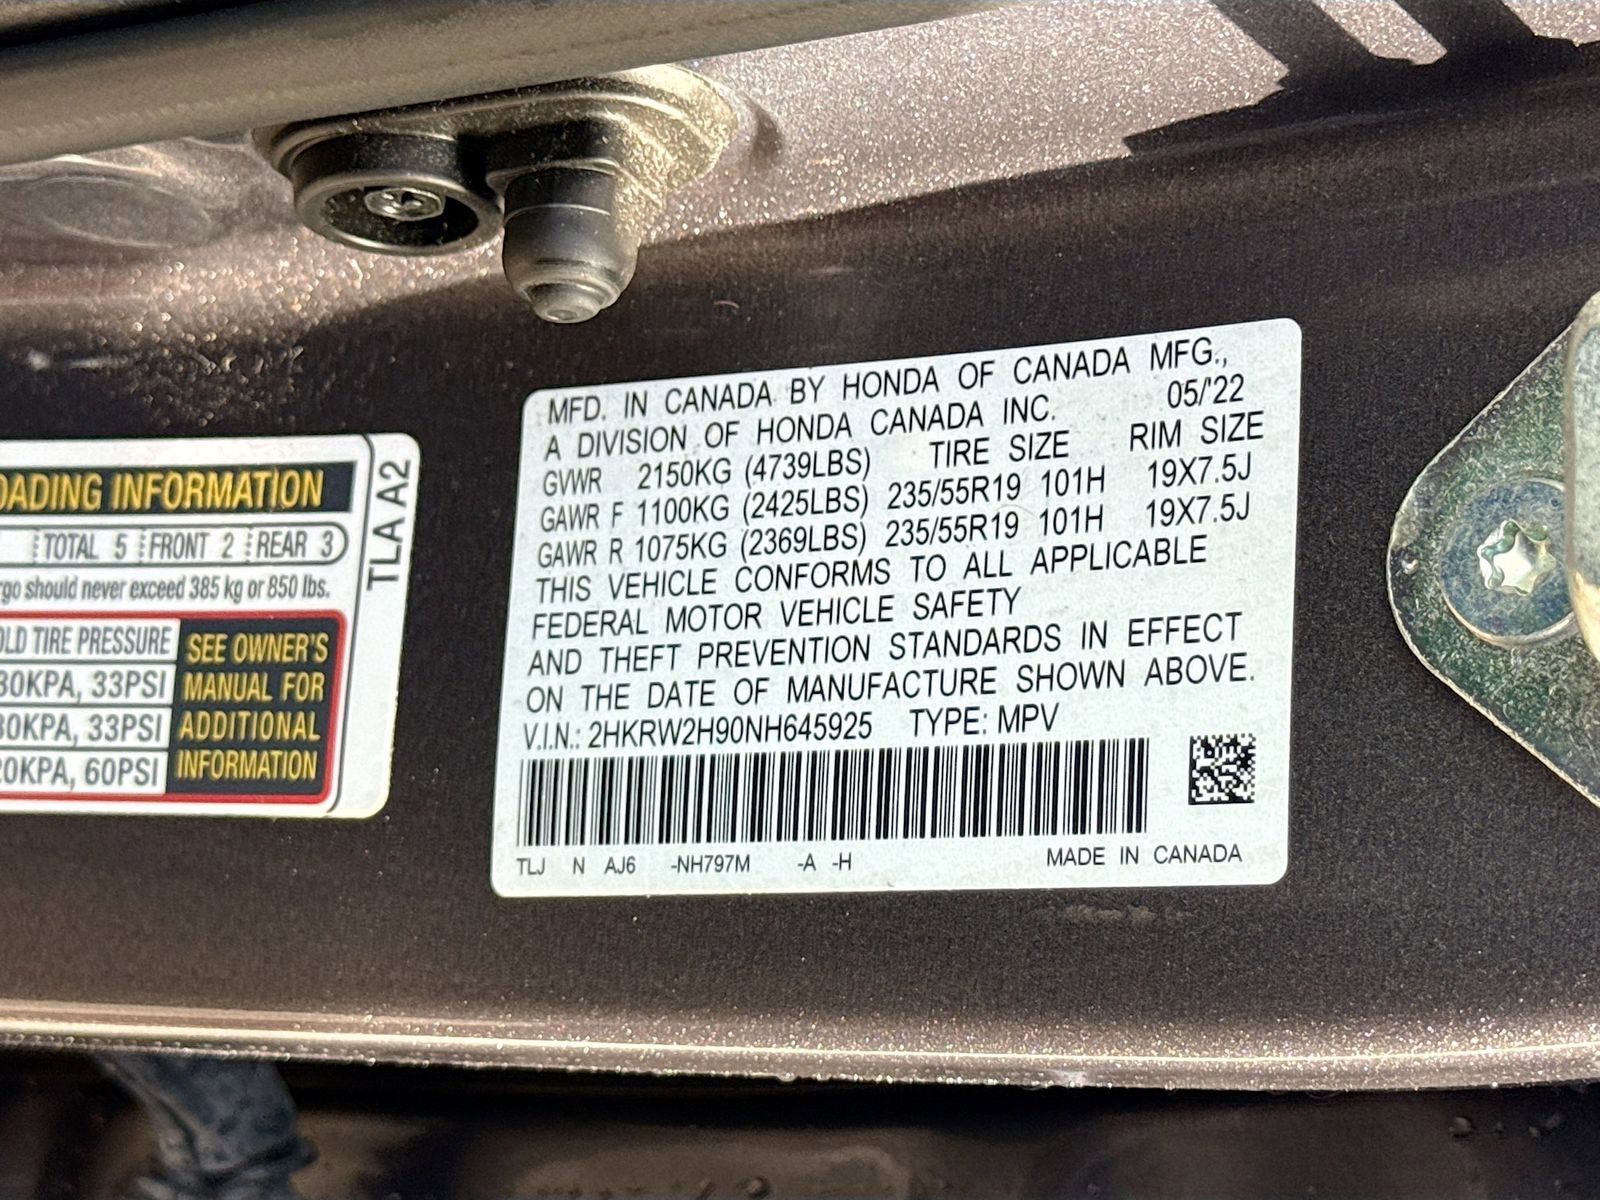 OADING INFORMATION
TOTAL 5 FRONT 2 REAR 3
should never exceed 385 kg or 850 lbs.
OLD TIRE PRESSURE
30KPA, 33PSI
30KPA, 33PSI
20KPA, 60PSI
SEE OWNER'S
MANUAL FOR
ADDITIONAL
INFORMATION
TLA A2
MFD. IN CANADA BY HONDA OF CANADA MFG.,
A DIVISION OF HONDA CANADA INC. 05/'22
GVWR 2150KG (4739LBS) TIRE SIZE RIM SIZE
GAWR F 1100KG (2425LBS) 235/55R19 101H 19X7.5J
GAWR R 1075KG (2369LBS) 235/55R19 101H 19X7.5J
THIS VEHICLE CONFORMS TO ALL APPLICABLE
FEDERAL MOTOR VEHICLE SAFETY
AND THEFT PREVENTION STANDARDS IN EFFECT
ON THE DATE OF MANUFACTURE SHOWN ABOVE.
V.I.N.: 2HKRW2H90NH645925 TYPE: MPV
TLJ N AJ6 -NH797M -A -H MADE IN CANADA